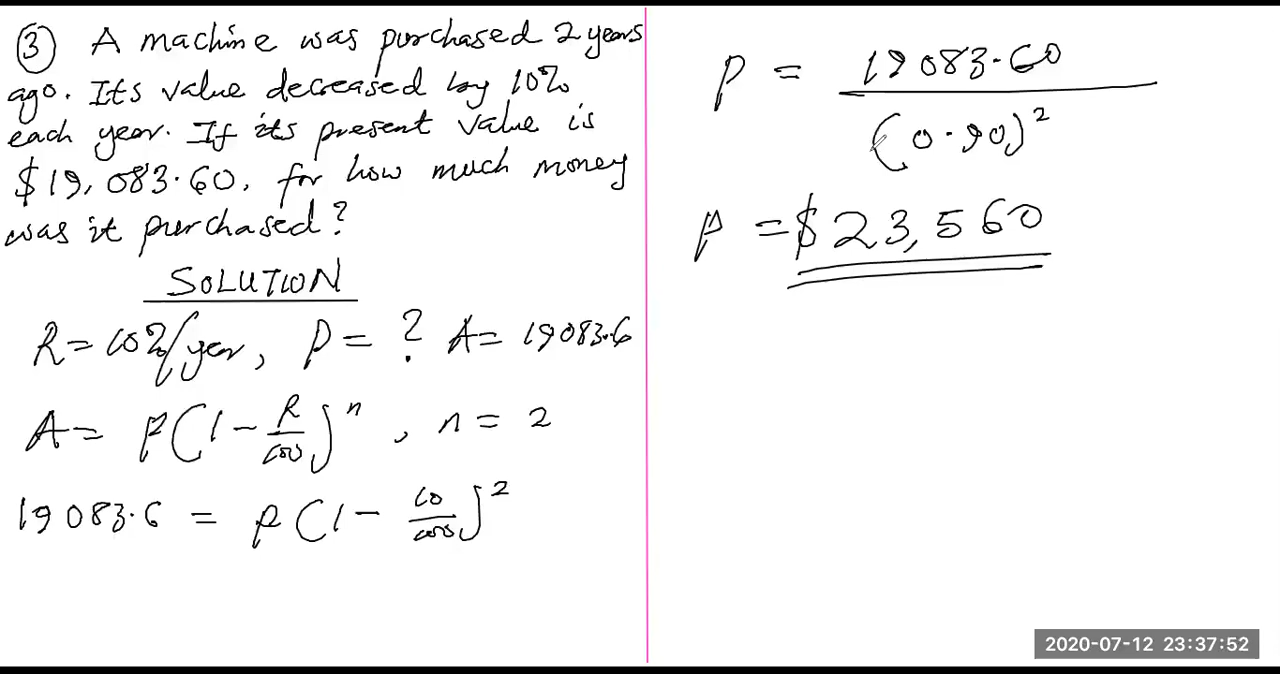 ③ A machine was purchased 2 years
ago. Its value decreased by 10%
each year. If its present value is
$19,083.60, for how much money
was it purchased?
SOLUTION
R = 10%/year, P = ? A = 19083.6
A = P(1 - R/100)^n, n = 2
19083.6 = P(1 - 10/100)^2
P = 19083.60/(0.90)^2
P = $23,560
2020-07-12 23:37:52